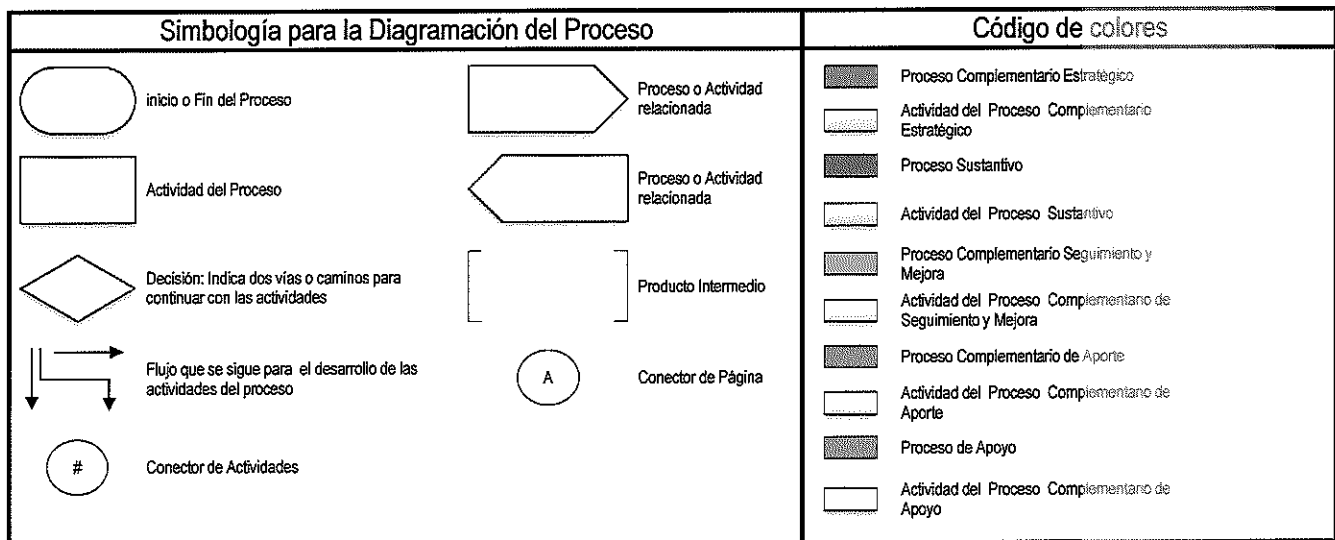 Simbología para la Diagramación del Proceso
inicio o Fin del Proceso
Proceso o Actividad
relacionada
Actividad del Proceso
Proceso o Actividad
relacionada
Decisión: Indica dos vías o caminos para
continuar con las actividades
Producto Intermedio
Flujo que se sigue para el desarrollo de las
actividades del proceso
A
Conector de Página
#
Conector de Actividades
Código de colores
Proceso Complementario Estratégico
Actividad del Proceso Complementario
Estratégico
Proceso Sustantivo
Actividad del Proceso Sustantivo
Proceso Complementario Seguimiento y
Mejora
Actividad del Proceso Complementario de
Seguimiento y Mejora
Proceso Complementario de Aporte
Actividad del Proceso Complementario de
Aporte
Proceso de Apoyo
Actividad del Proceso Complementario de
Apoyo